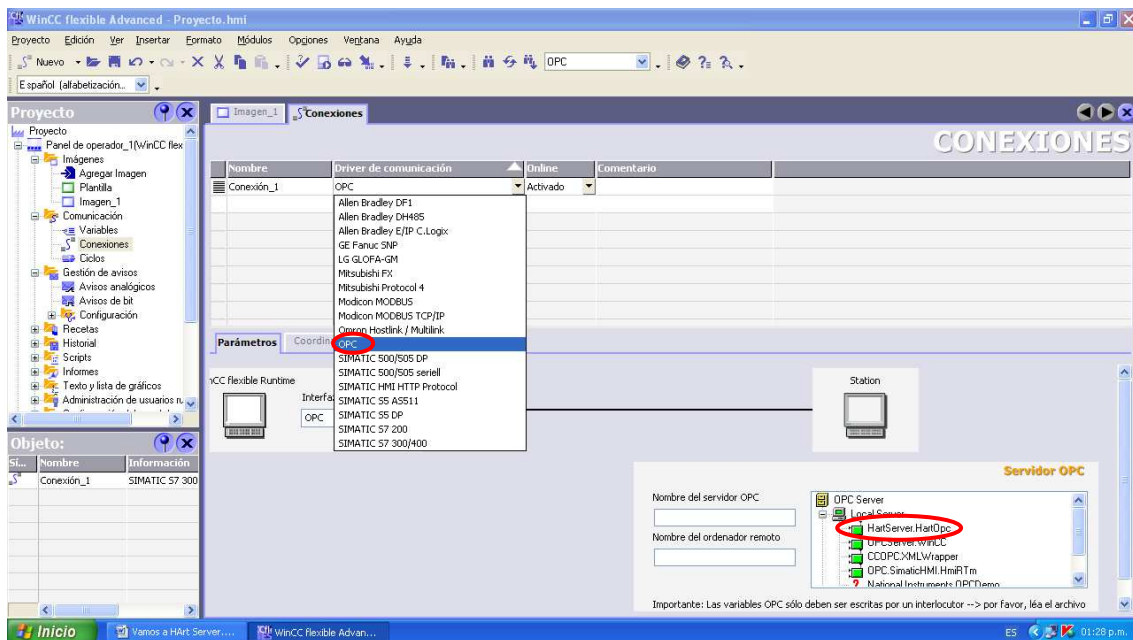 WinCC flexible Advanced - Proyecto.hmi
Proyecto Edición Ver Insertar Formato Módulos Opciones Ventana Ayuda
Nuevo OPC
Español (alfabetización...
Proyecto
Imagen_1 Conexiones
CONEXIONES
Proyecto
Panel de operador_1(WinCC flex
Imágenes
Agregar Imagen
Plantilla
Imagen_1
Comunicación
Variables
Conexiones
Ciclos
Gestión de avisos
Avisos analógicos
Avisos de bit
Configuración
Recetas
Historial
Scripts
Informes
Texto y lista de gráficos
Administración de usuarios
Nombre Driver de comunicación Online Comentario
Conexión_1 OPC Activado
Allen Bradley DF1
Allen Bradley DH485
Allen Bradley E/IP C.Logix
GE Fanuc SNP
LG GLOFA-GM
Mitsubishi FX
Mitsubishi Protocol 4
Modicon MODBUS
Modicon MODBUS TCP/IP
Omron Hostlink / Multilink
OPC
SIMATIC 500/505 DP
SIMATIC 500/505 seriell
SIMATIC HMI HTTP Protocol
SIMATIC S5 AS511
SIMATIC S5 DP
SIMATIC S7 200
SIMATIC S7 300/400
Parámetros Coordin
CC flexible Runtime
Interfa
OPC
Station
Objeto:
Sí... Nombre Información
Conexión_1 SIMATIC S7 300
Servidor OPC
Nombre del servidor OPC
Nombre del ordenador remoto
OPC Server
Local Server
HartServer.HartOpc
OPCServer.WinCC
CCOPC.XMLWrapper
OPC.SimaticHMI.HmiRTm
National Instruments.OPCDemo
Importante: Las variables OPC sólo deben ser escritas por un interlocutor --> por favor, léa el archivo
Inicio Vamos a HArt Server.... WinCC flexible Advan... ES 01:28 p.m.